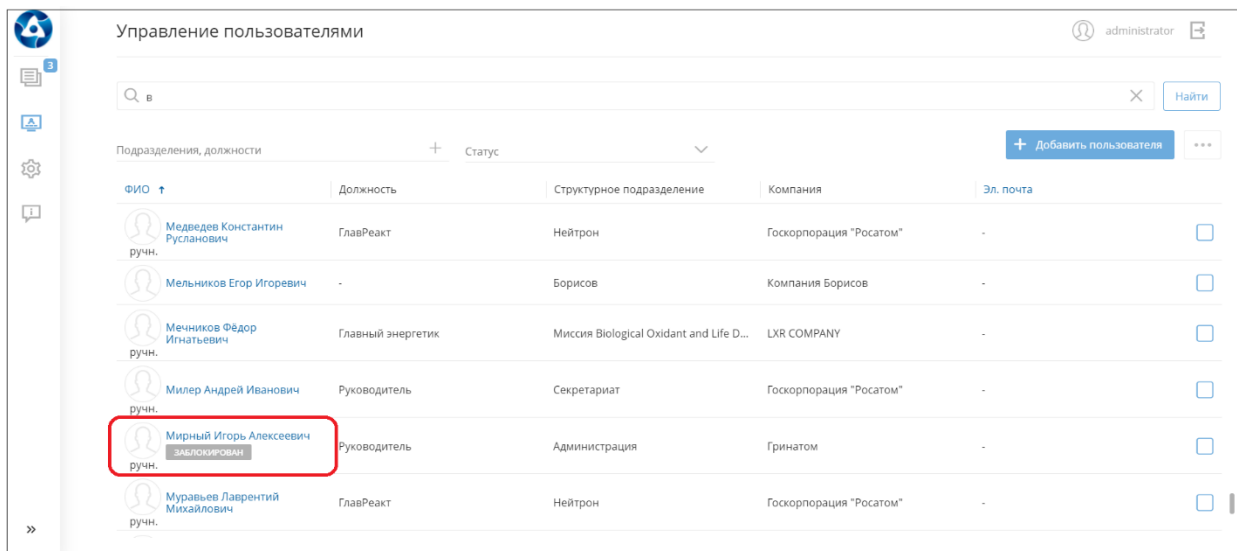 Управление пользователями
administrator
3
в
Найти
Подразделения, должности
Статус
Добавить пользователя
ФИО ↑ Должность Структурное подразделение Компания Эл. почта
Медведев Константин
Русланович
ручн.
ГлавРеакт Нейтрон Госкорпорация "Росатом" -
Мельников Егор Игоревич - Борисов Компания Борисов -
Мечников Фёдор
Игнатьевич
ручн.
Главный энергетик Миссия Biological Oxidant and Life D... LXR COMPANY -
Милер Андрей Иванович Руководитель Секретариат Госкорпорация "Росатом" -
ручн.
Мирный Игорь Алексеевич
ЗАБЛОКИРОВАН
ручн.
Руководитель Администрация Гринатом -
Муравьев Лаврентий
Михайлович
ручн.
ГлавРеакт Нейтрон Госкорпорация "Росатом" -